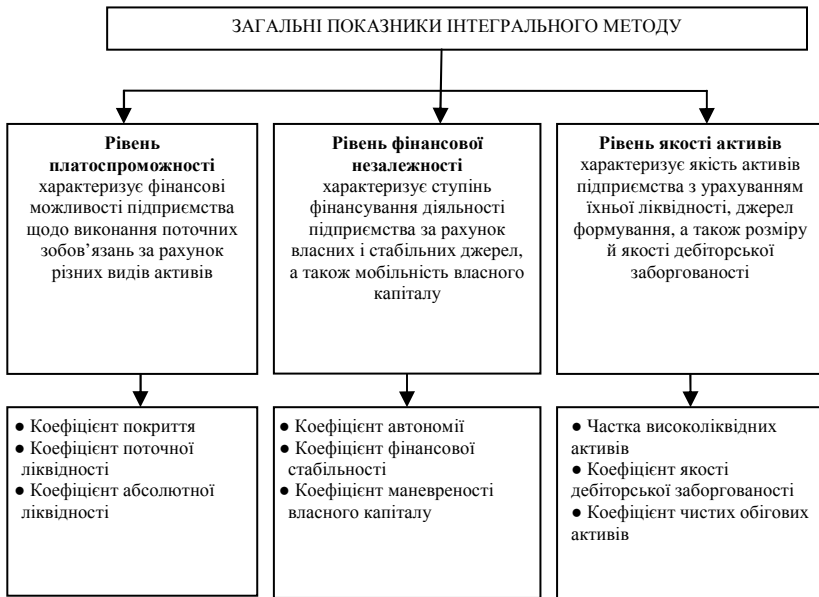 ЗАГАЛЬНІ ПОКАЗНИКИ ІНТЕГРАЛЬНОГО МЕТОДУ
Рівень
платоспроможності
характеризує фінансові
можливості підприємства
щодо виконання поточних
зобов’язань за рахунок
різних видів активів
Рівень фінансової
незалежності
характеризує ступінь
фінансування діяльності
підприємства за рахунок
власних і стабільних джерел,
а також мобільність власного
капіталу
Рівень якості активів
характеризує якість активів
підприємства з урахуванням
їхньої ліквідності, джерел
формування, а також розміру
й якості дебіторської
заборгованості
● Коефіцієнт покриття
● Коефіцієнт поточної
ліквідності
● Коефіцієнт абсолютної
ліквідності
● Коефіцієнт автономії
● Коефіцієнт фінансової
стабільності
● Коефіцієнт маневреності
власного капіталу
● Частка високоліквідних
активів
● Коефіцієнт якості
дебіторської заборгованості
● Коефіцієнт чистих обігових
активів